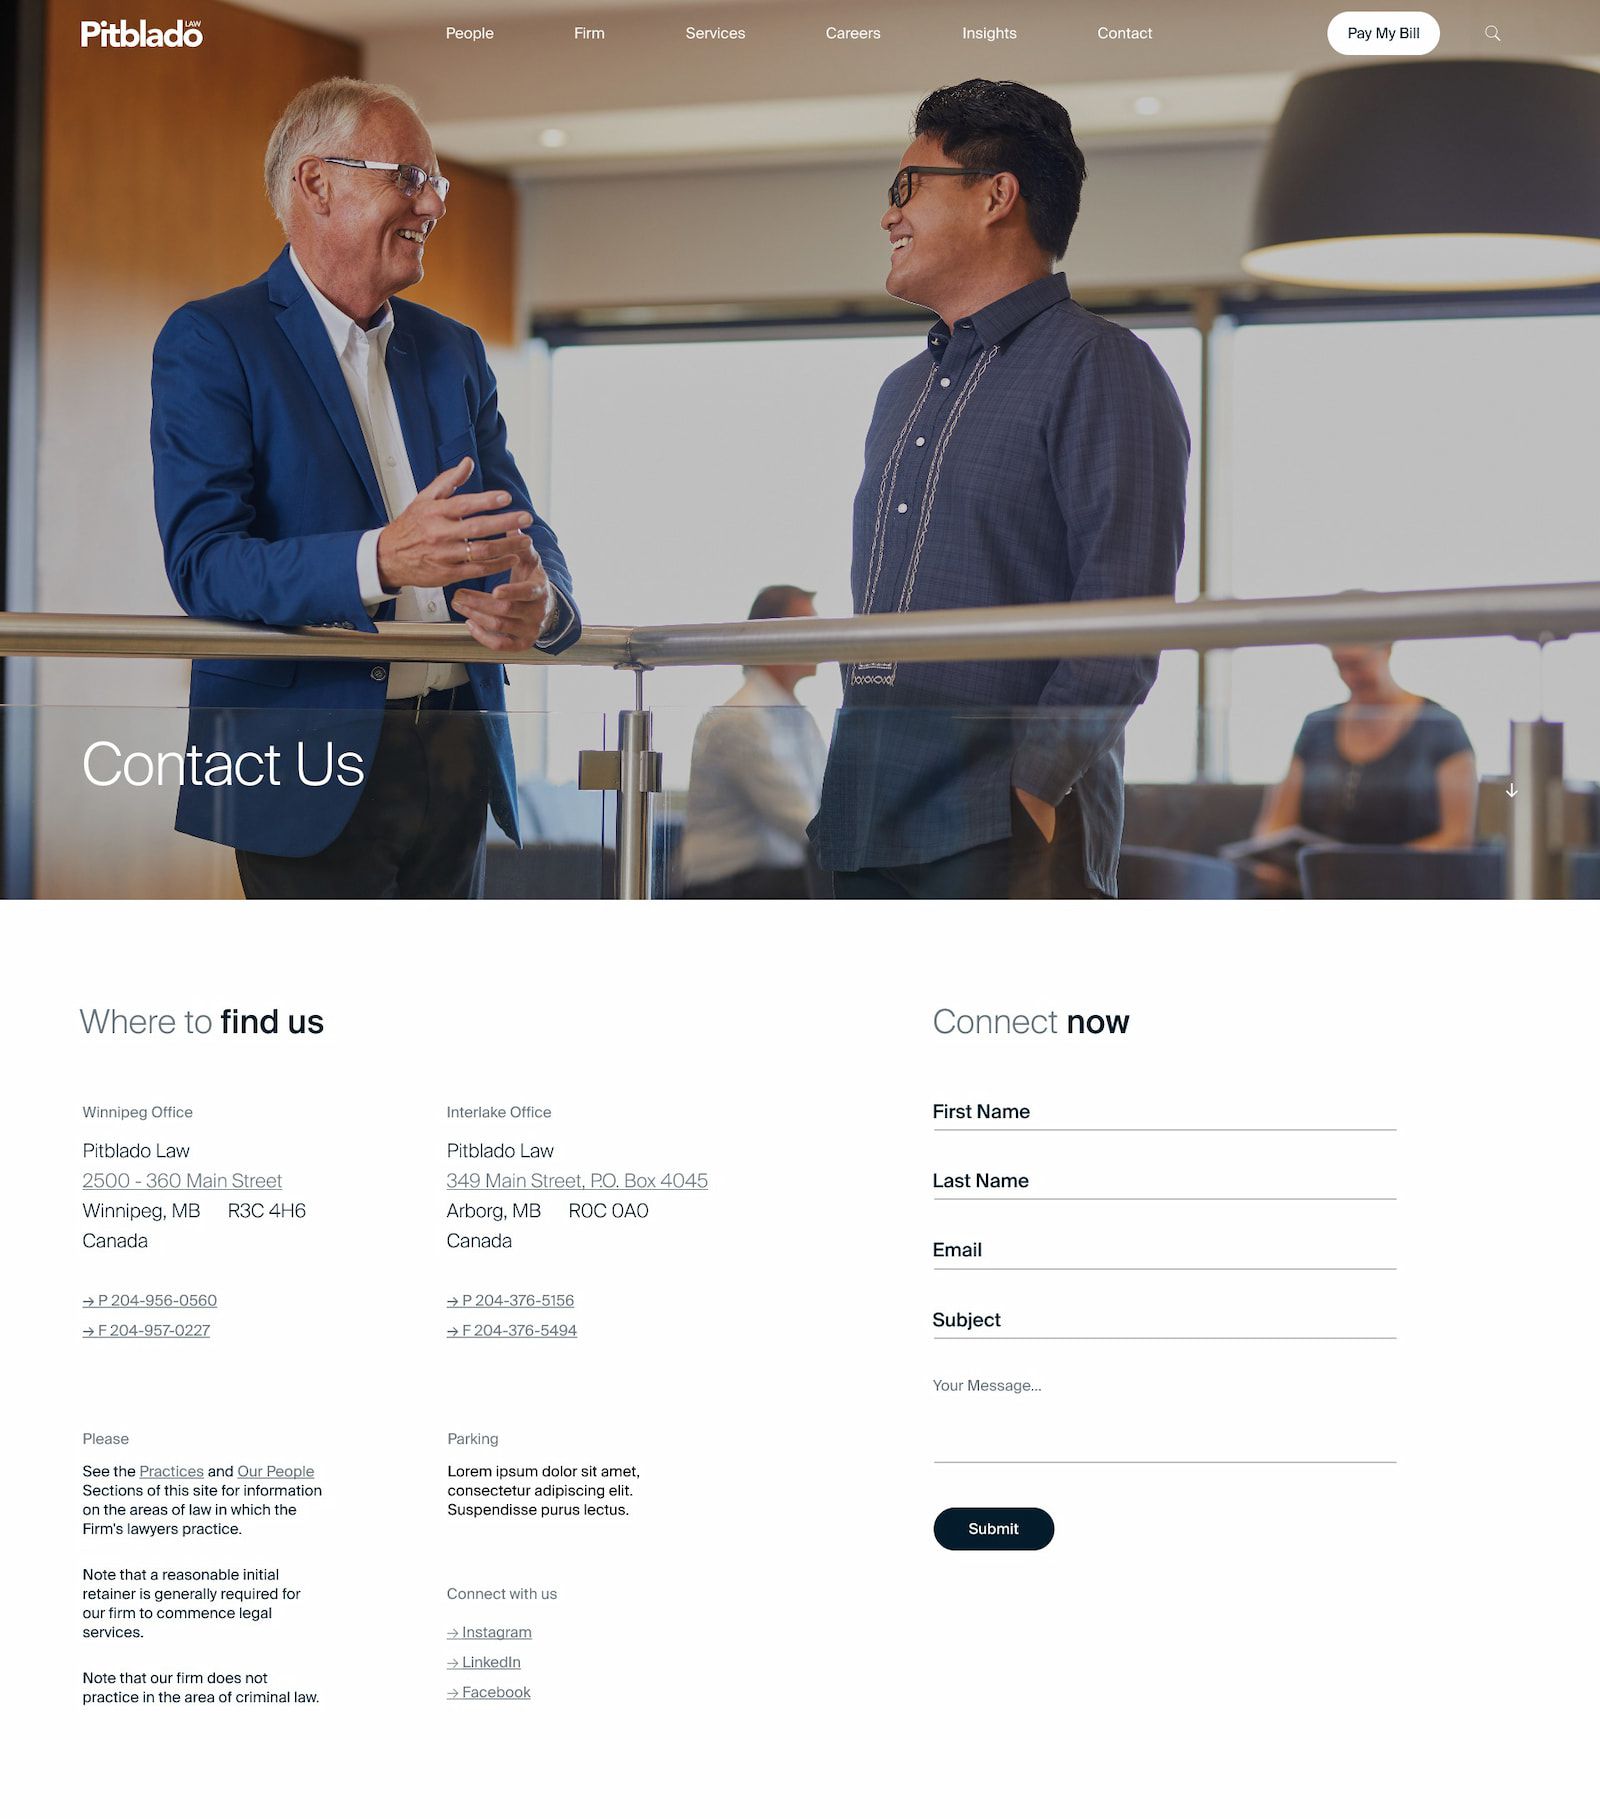 Pitblado LAW
People Firm Services Careers Insights Contact Pay My Bill
Contact Us
Where to find us
Winnipeg Office
Pitblado Law
2500 - 360 Main Street
Winnipeg, MB R3C 4H6
Canada
→ P 204-956-0560
→ F 204-957-0227
Interlake Office
Pitblado Law
349 Main Street, P.O. Box 4045
Arborg, MB R0C 0A0
Canada
→ P 204-376-5156
→ F 204-376-5494
Please
See the Practices and Our People
Sections of this site for information
on the areas of law in which the
Firm's lawyers practice.
Note that a reasonable initial
retainer is generally required for
our firm to commence legal
services.
Note that our firm does not
practice in the area of criminal law.
Parking
Lorem ipsum dolor sit amet,
consectetur adipiscing elit.
Suspendisse purus lectus.
Connect with us
→ Instagram
→ LinkedIn
→ Facebook
Connect now
First Name
Last Name
Email
Subject
Your Message...
Submit